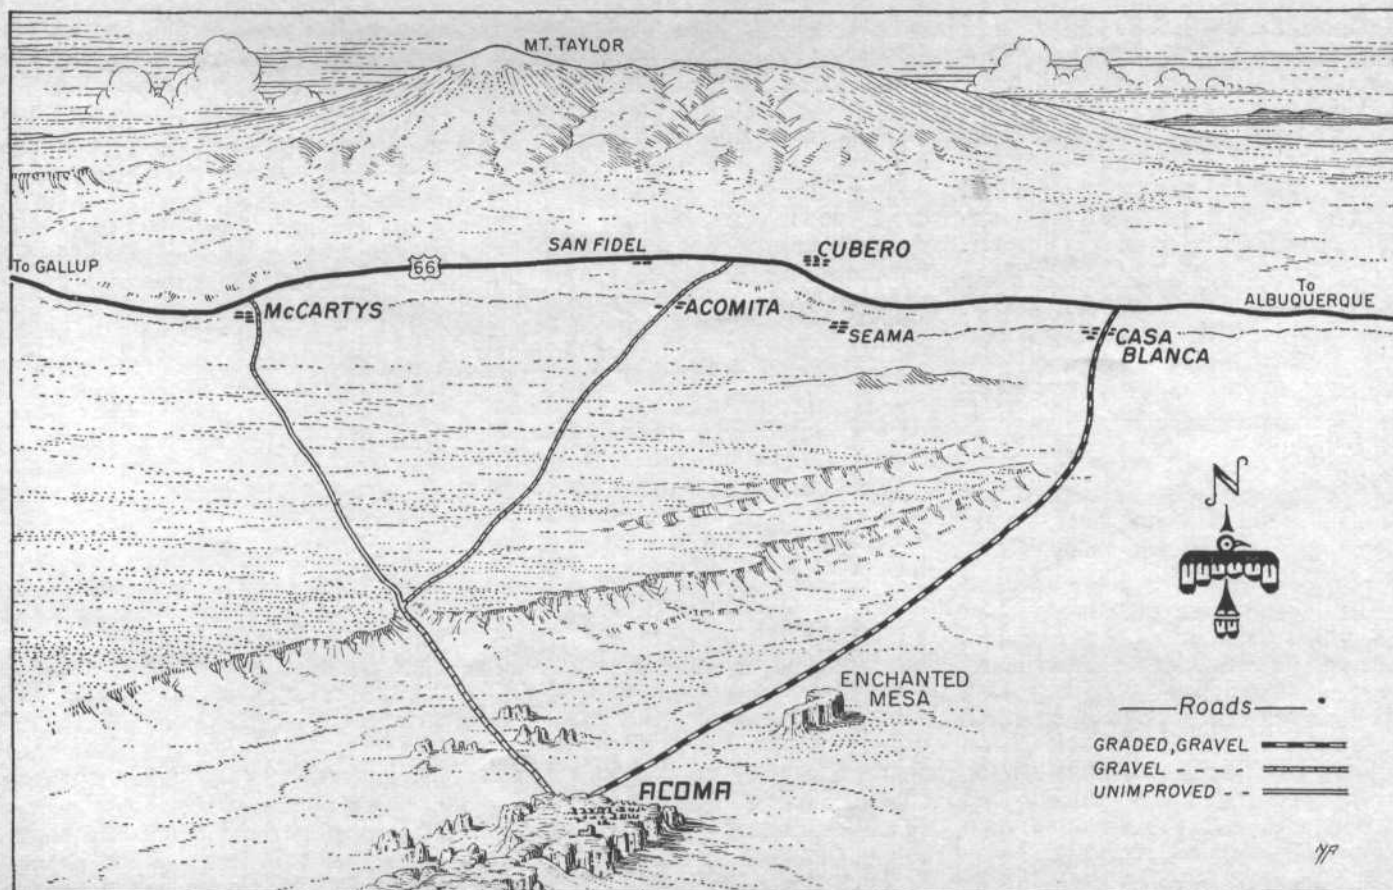 MT. TAYLOR
To GALLUP
66
SAN FIDEL
CUBERO
To
ALBUQUERQUE
McCARTYS
ACOMITA
SEAMA
CASA
BLANCA
N
ENCHANTED
MESA
ACOMA
Roads
GRADED, GRAVEL
GRAVEL - - - - -
UNIMPROVED - -